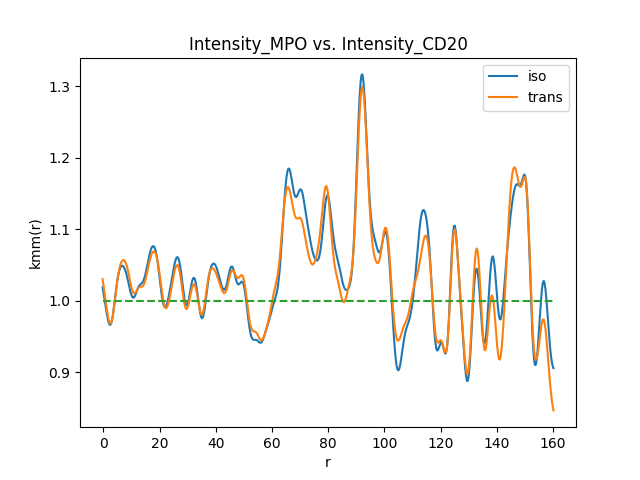 Intensity_MPO vs. Intensity_CD20
iso
trans
kmm(r)
1.3
1.2
1.1
1.0
0.9
0 20 40 60 80 100 120 140 160
r